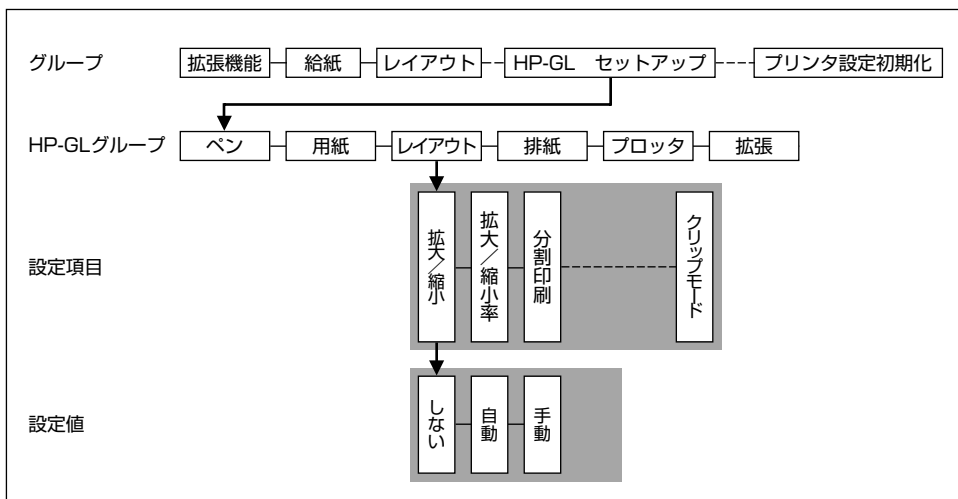 グループ 拡張機能 給紙 レイアウト HP-GL セットアップ プリンタ設定初期化
HP-GLグループ ペン 用紙 レイアウト 排紙 プロッタ 拡張
設定項目 拡大／縮小 拡大／縮小率 分割印刷 クリップモード
設定値 しない 自動 手動